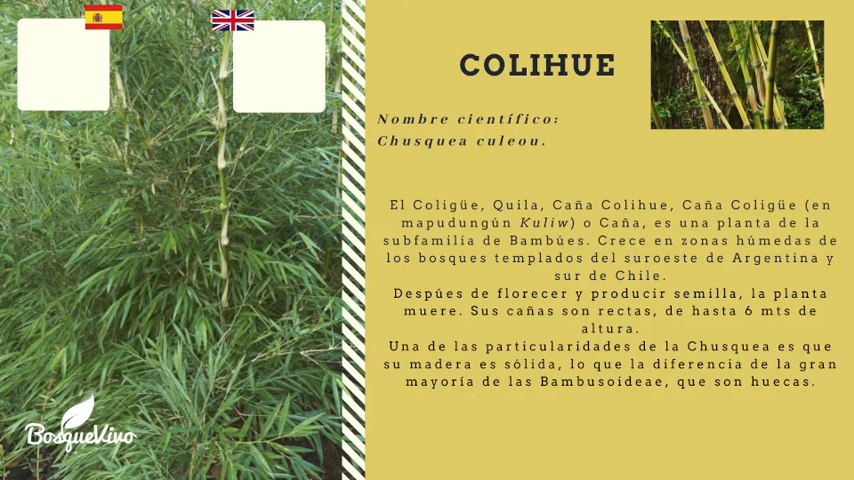 COLIHUE
Nombre científico:
Chusquea culeou.
El Coligüe, Quila, Caña Colihue, Caña Coligüe (en
mapudungún Kuliw) o Caña, es una planta de la
subfamilia de Bambúes. Crece en zonas húmedas de
los bosques templados del suroeste de Argentina y
sur de Chile.
Despúes de florecer y producir semilla, la planta
muere. Sus cañas son rectas, de hasta 6 mts de
altura.
Una de las particularidades de la Chusquea es que
su madera es sólida, lo que la diferencia de la gran
mayoría de las Bambusoideae, que son huecas.
BosqueVivo